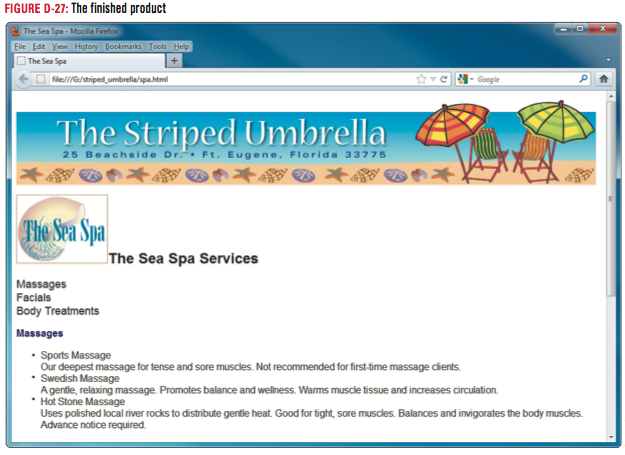 FIGURE D-27: The finished product
The Sea Spa - Mozilla Firefox
File Edit View History Bookmarks Tools Help
The Sea Spa
+
file:///G:/striped_umbrella/spa.html
Google
The Striped Umbrella
25 Beachside Dr. • Ft. Eugene, Florida 33775
The Sea Spa
The Sea Spa Services
Massages
Facials
Body Treatments
Massages
• Sports Massage
Our deepest massage for tense and sore muscles. Not recommended for first-time massage clients.
• Swedish Massage
A gentle, relaxing massage. Promotes balance and wellness. Warms muscle tissue and increases circulation.
• Hot Stone Massage
Uses polished local river rocks to distribute gentle heat. Good for tight, sore muscles. Balances and invigorates the body muscles.
Advance notice required.